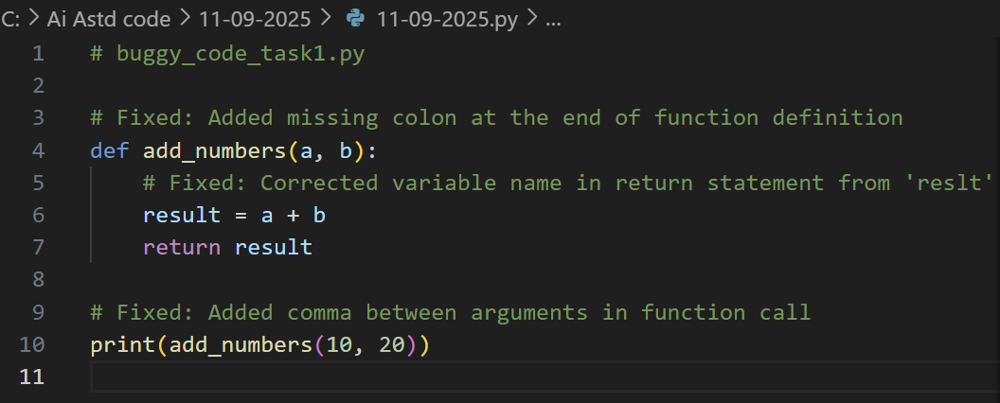 C: > Ai Astd code > 11-09-2025 > 11-09-2025.py > ...
1 # buggy_code_task1.py
2
3 # Fixed: Added missing colon at the end of function definition
4 def add_numbers(a, b):
5     # Fixed: Corrected variable name in return statement from 'reslt'
6     result = a + b
7     return result
8
9 # Fixed: Added comma between arguments in function call
10 print(add_numbers(10, 20))
11